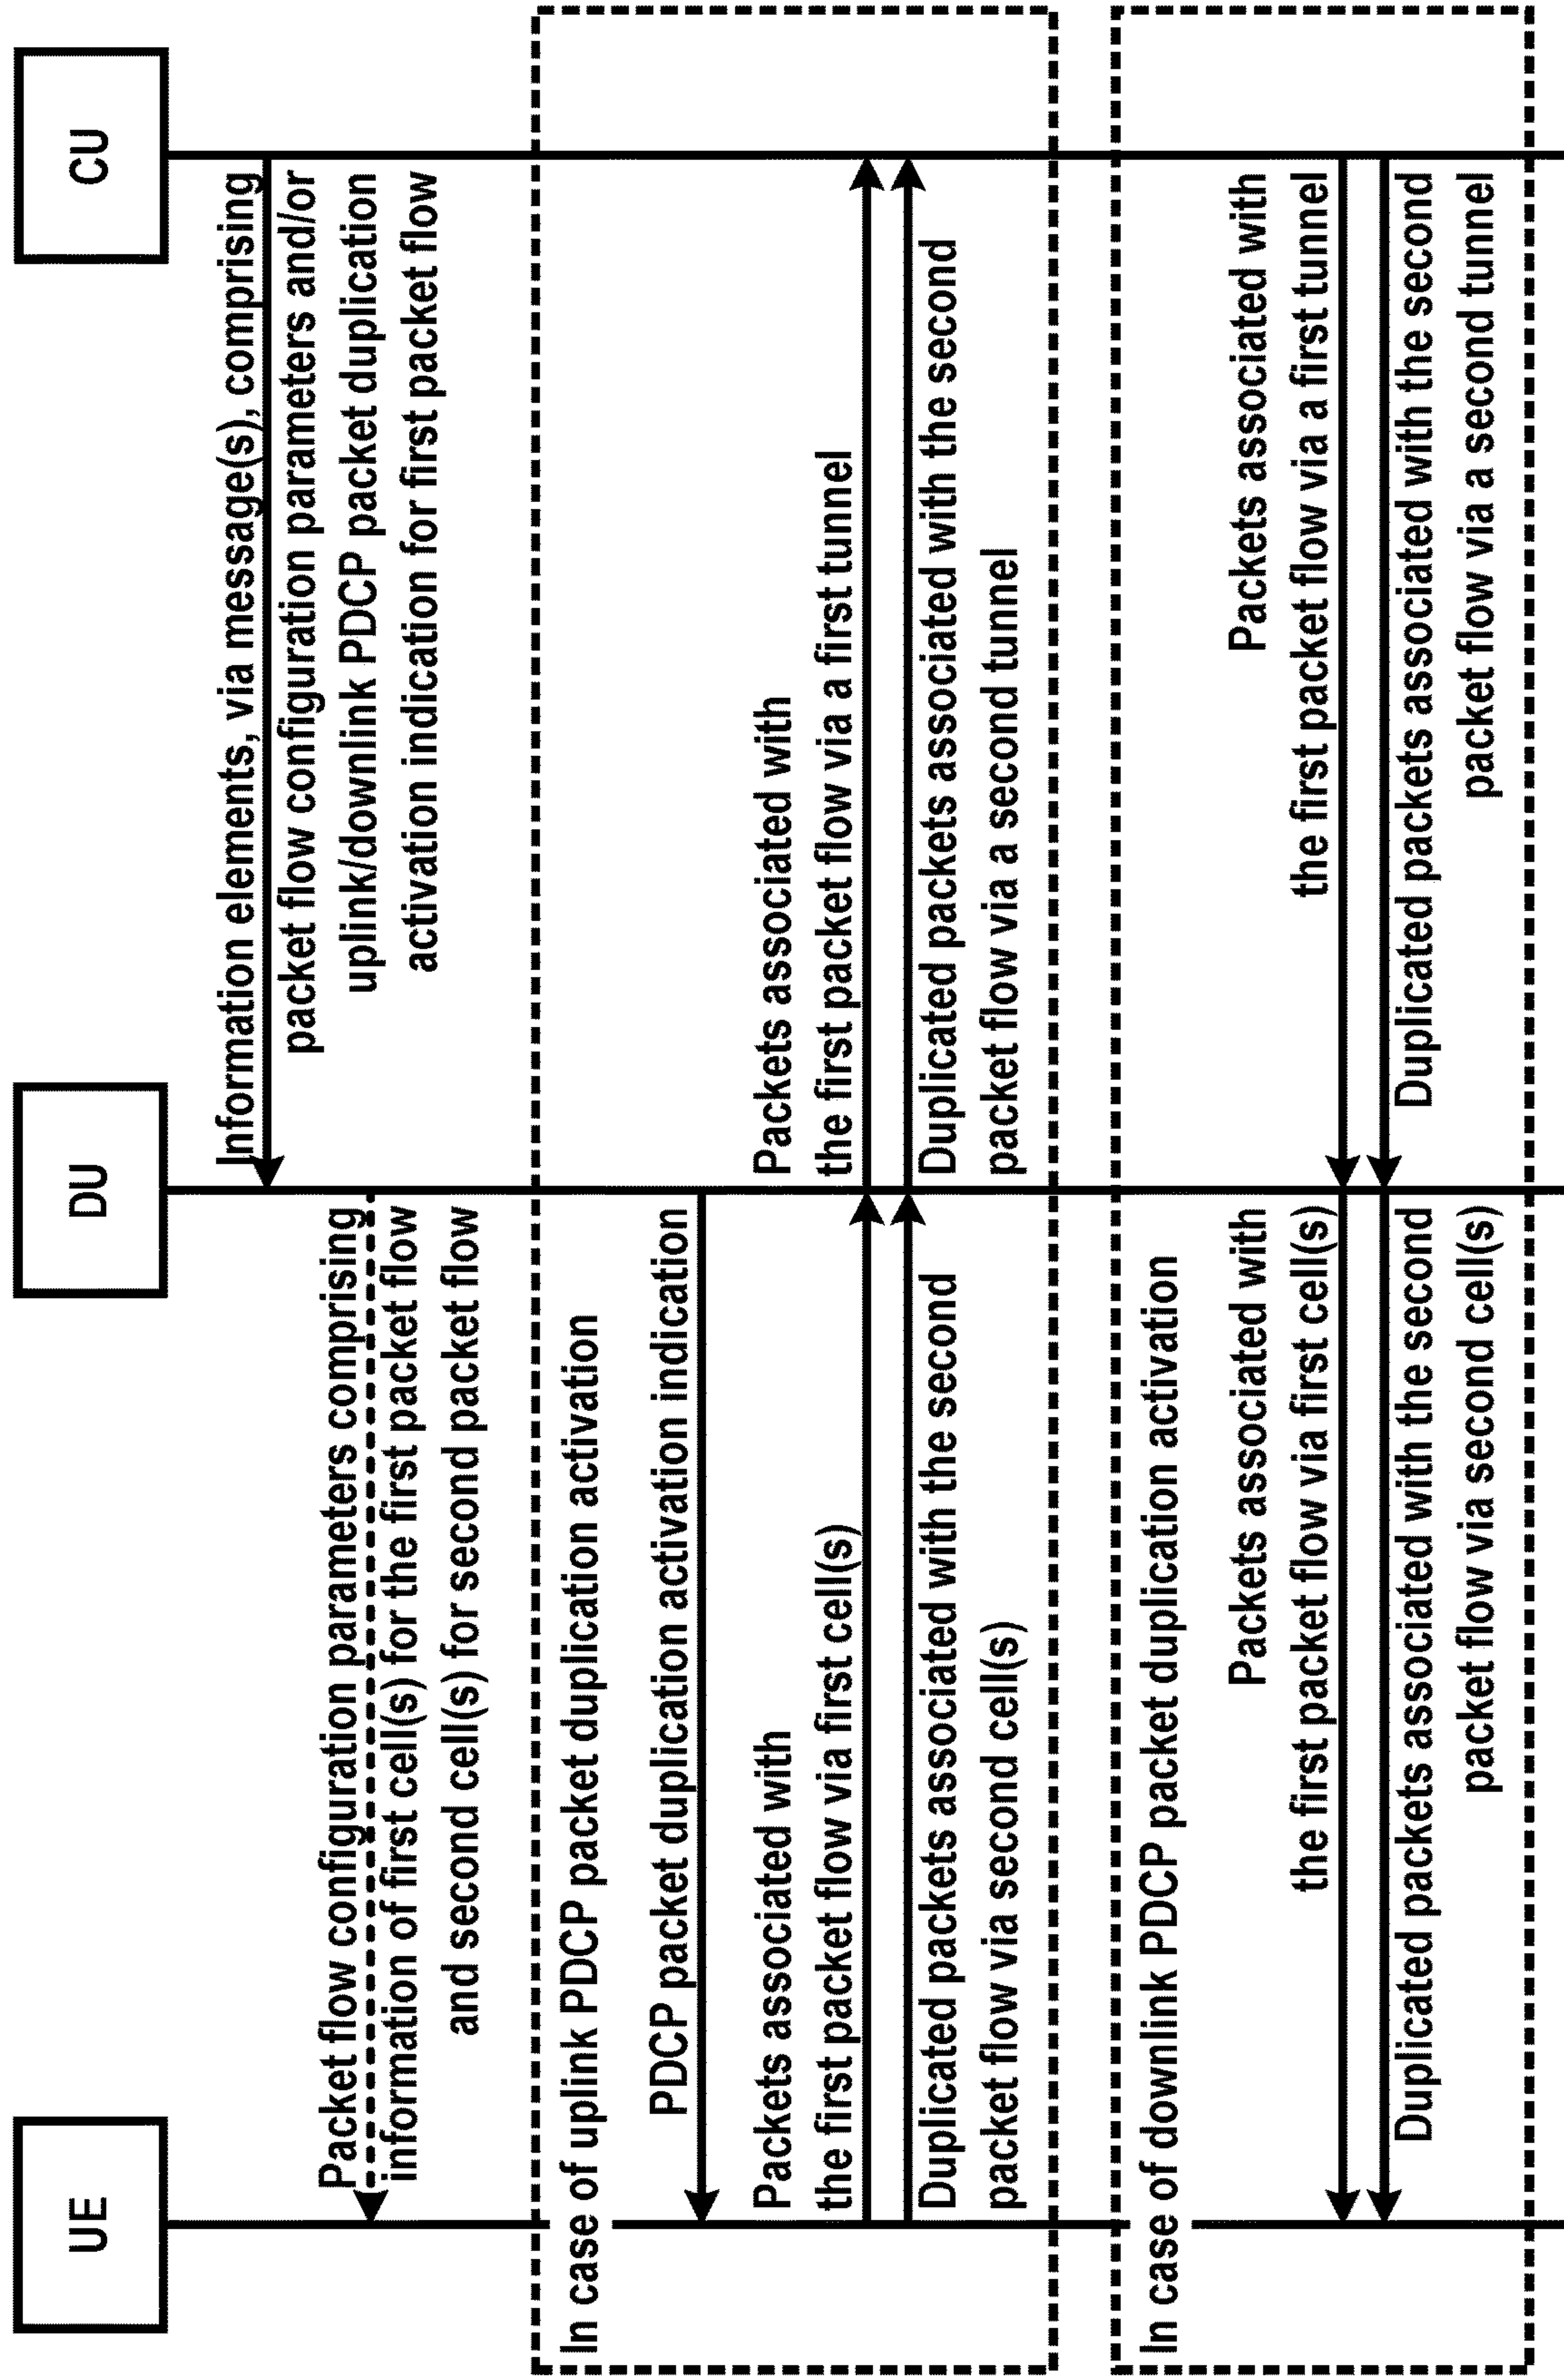 UE
DU
CU
Information elements, via message(s), comprising
packet flow configuration parameters and/or
uplink/downlink PDCP packet duplication
activation indication for first packet flow
Packet flow configuration parameters comprising
information of first cell(s) for the first packet flow
and second cell(s) for second packet flow
In case of uplink PDCP packet duplication activation
PDCP packet duplication activation indication
Packets associated with
the first packet flow via first cell(s)
Duplicated packets associated with the second
packet flow via second cell(s)
Packets associated with
the first packet flow via a first tunnel
Duplicated packets associated with the second
packet flow via a second tunnel
In case of downlink PDCP packet duplication activation
Packets associated with
the first packet flow via first cell(s)
Duplicated packets associated with the second
packet flow via second cell(s)
Packets associated with
the first packet flow via a first tunnel
Duplicated packets associated with the second
packet flow via a second tunnel